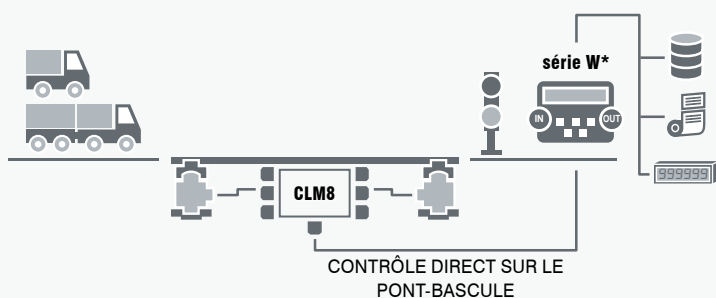 série W*
IN
OUT
CLM8
999999
CONTRÔLE DIRECT SUR LE
PONT-BASCULE